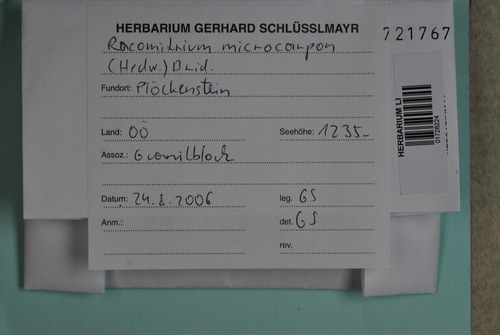 HERBARIUM GERHARD SCHLÜSSLMAYR
721767
Racomitrium microcarpon
(Hedw.) Brid.
Fundort: Plöckenstein
Land: OÖ
Seehöhe: 1235-
Assoz.: Granitblock
Datum: 24.8.2006
leg. GS
Anm.:
det. GS
rev.
HERBARIUM LI
01728224